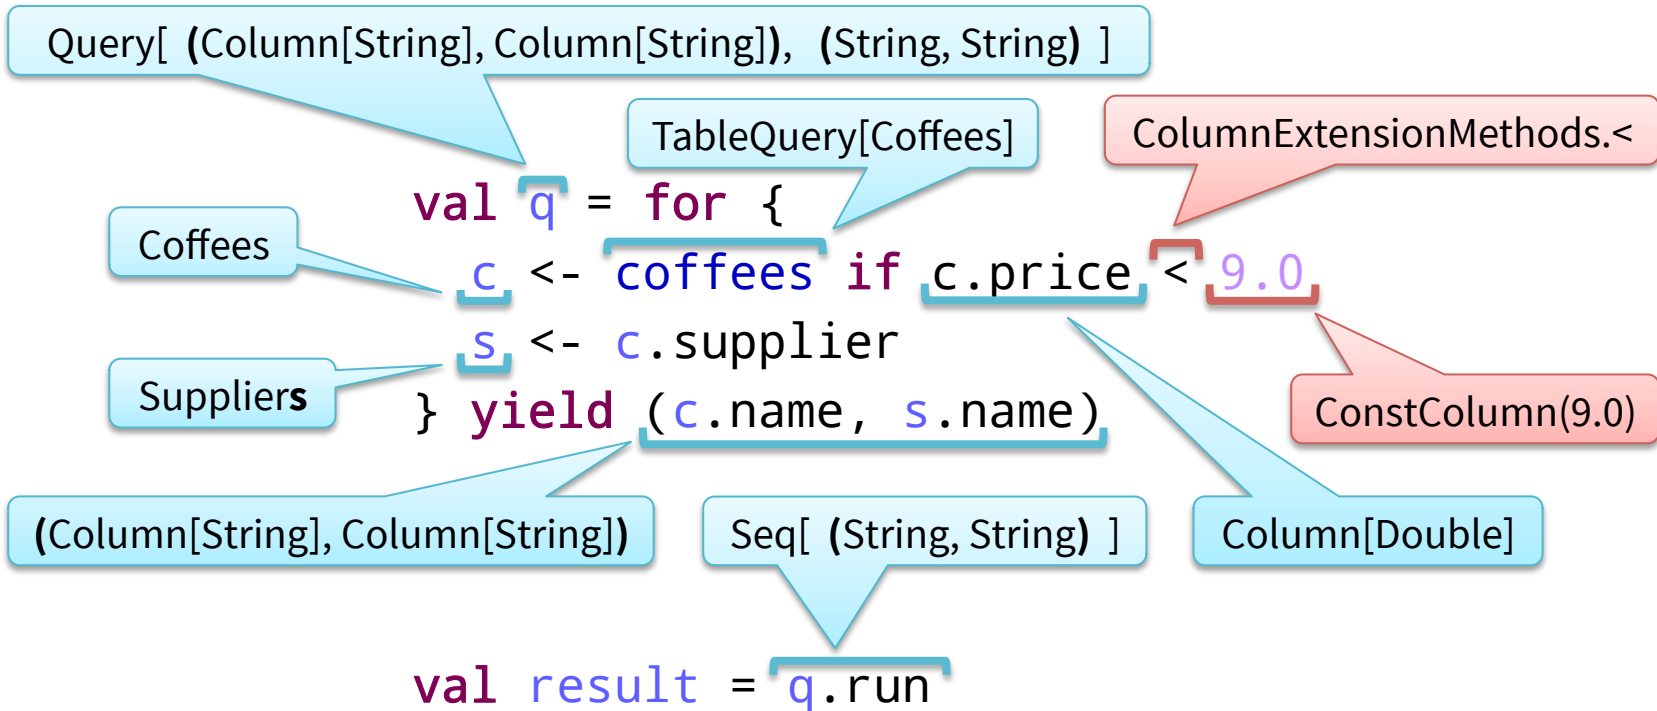 Query[ (Column[String], Column[String]), (String, String) ]
TableQuery[Coffees]
ColumnExtensionMethods.<
val q = for {
Coffees
c <- coffees if c.price < 9.0
s <- c.supplier
Suppliers
} yield (c.name, s.name)
ConstColumn(9.0)
(Column[String], Column[String])
Seq[ (String, String) ]
Column[Double]
val result = q.run